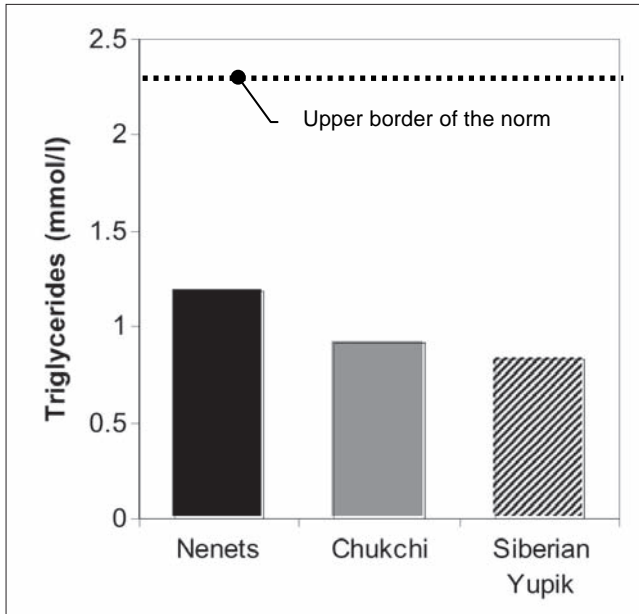 2.5
Upper border of the norm
2
1.5
1
0.5
0
Triglycerides (mmol/l)
Nenets
Chukchi
Siberian
Yupik